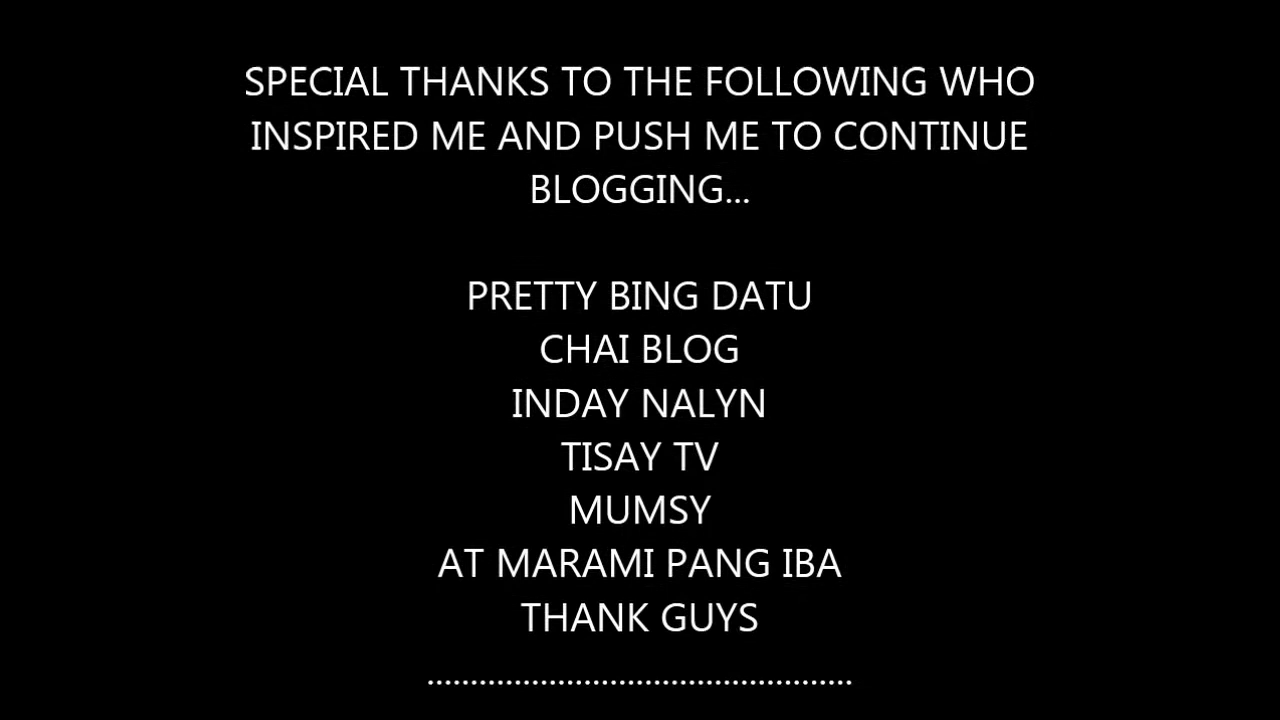 SPECIAL THANKS TO THE FOLLOWING WHO
INSPIRED ME AND PUSH ME TO CONTINUE
BLOGGING...
PRETTY BING DATU
CHAI BLOG
INDAY NALYN
TISAY TV
MUMSY
AT MARAMI PANG IBA
THANK GUYS
.................................................